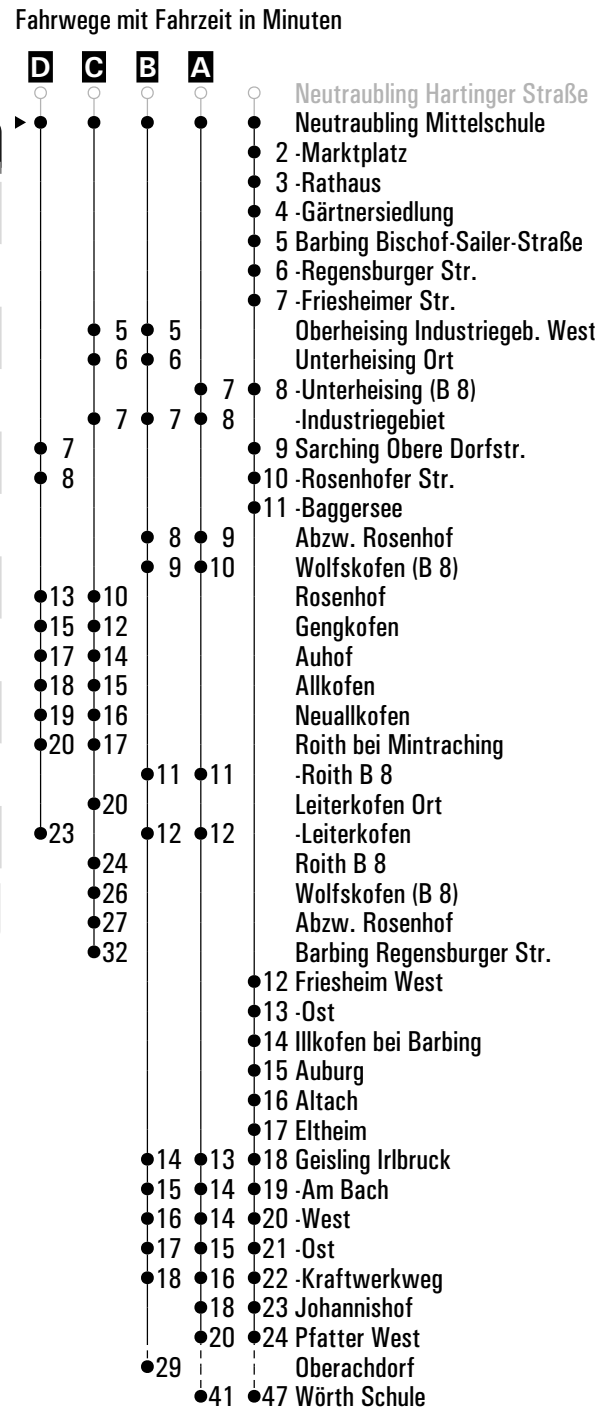 Fahrwege mit Fahrzeit in Minuten
D C B A
Neutraubling Hartinger Straße
Neutraubling Mittelschule
2 -Marktplatz
3 -Rathaus
4 -Gärtnersiedlung
5 Barbing Bischof-Sailer-Straße
6 -Regensburger Str.
7 -Friesheimer Str.
5 5 Oberheising Industriegeb. West
6 6 Unterheising Ort
7 8 -Unterheising (B 8)
7 7 8 -Industriegebiet
7 9 Sarching Obere Dorfstr.
8 10 -Rosenhofer Str.
11 -Baggersee
8 9 Abzw. Rosenhof
9 10 Wolfskofen (B 8)
13 10 Rosenhof
15 12 Gengkofen
17 14 Auhof
18 15 Allkofen
19 16 Neuallkofen
20 17 Roith bei Mintraching
11 11 -Roith B 8
20 Leiterkofen Ort
23 12 12 -Leiterkofen
24 Roith B 8
26 Wolfskofen (B 8)
27 Abzw. Rosenhof
32 Barbing Regensburger Str.
12 Friesheim West
13 -Ost
14 Illkofen bei Barbing
15 Auburg
16 Altach
17 Eltheim
14 13 18 Geisling Irlbruck
15 14 19 -Am Bach
16 14 20 -West
17 15 21 -Ost
18 16 22 -Kraftwerkweg
18 23 Johannishof
20 24 Pfatter West
29 Oberachdorf
41 47 Wörth Schule